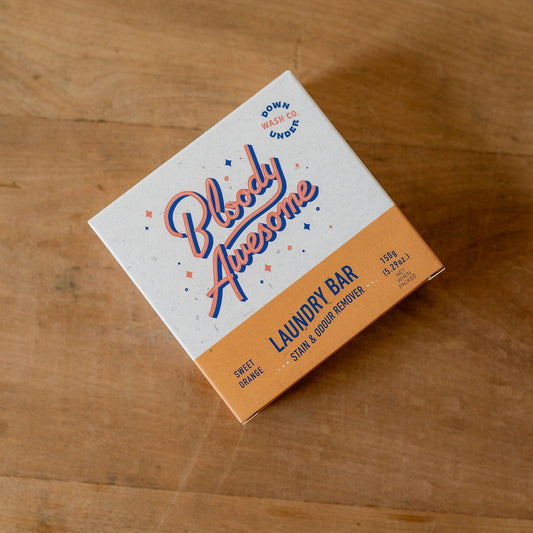 DOWN
WASH CO.
UNDER
Bloody
Awesome
LAUNDRY BAR
STAIN & ODOUR REMOVER
SWEET
ORANGE
150g
(5.29oz.)
NET
WHEN
PACKED